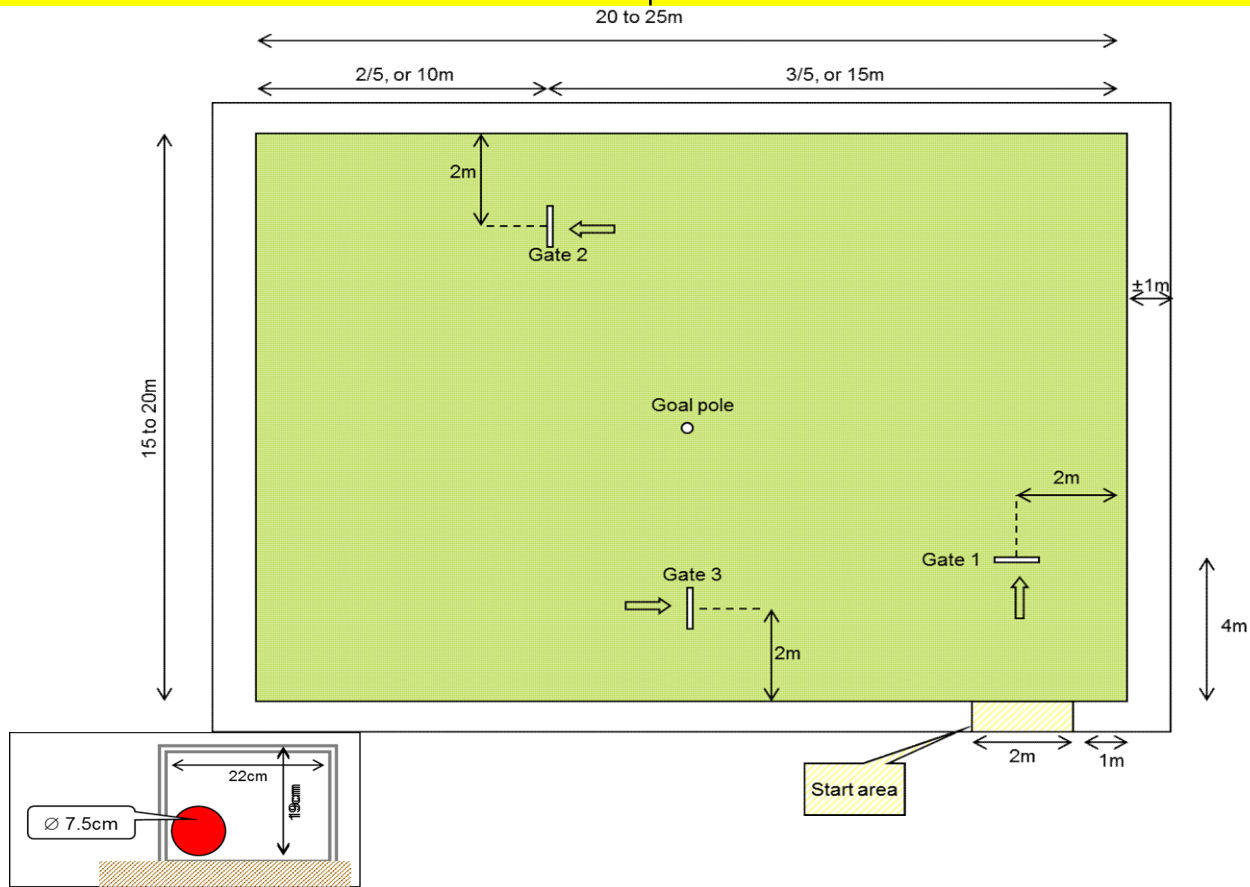 20 to 25m
2/5, or 10m
3/5, or 15m
2m
Gate 2
±1m
15 to 20m
Goal pole
2m
Gate 1
Gate 3
4m
2m
22cm
19cm
2m
1m
Start area
∅ 7.5cm